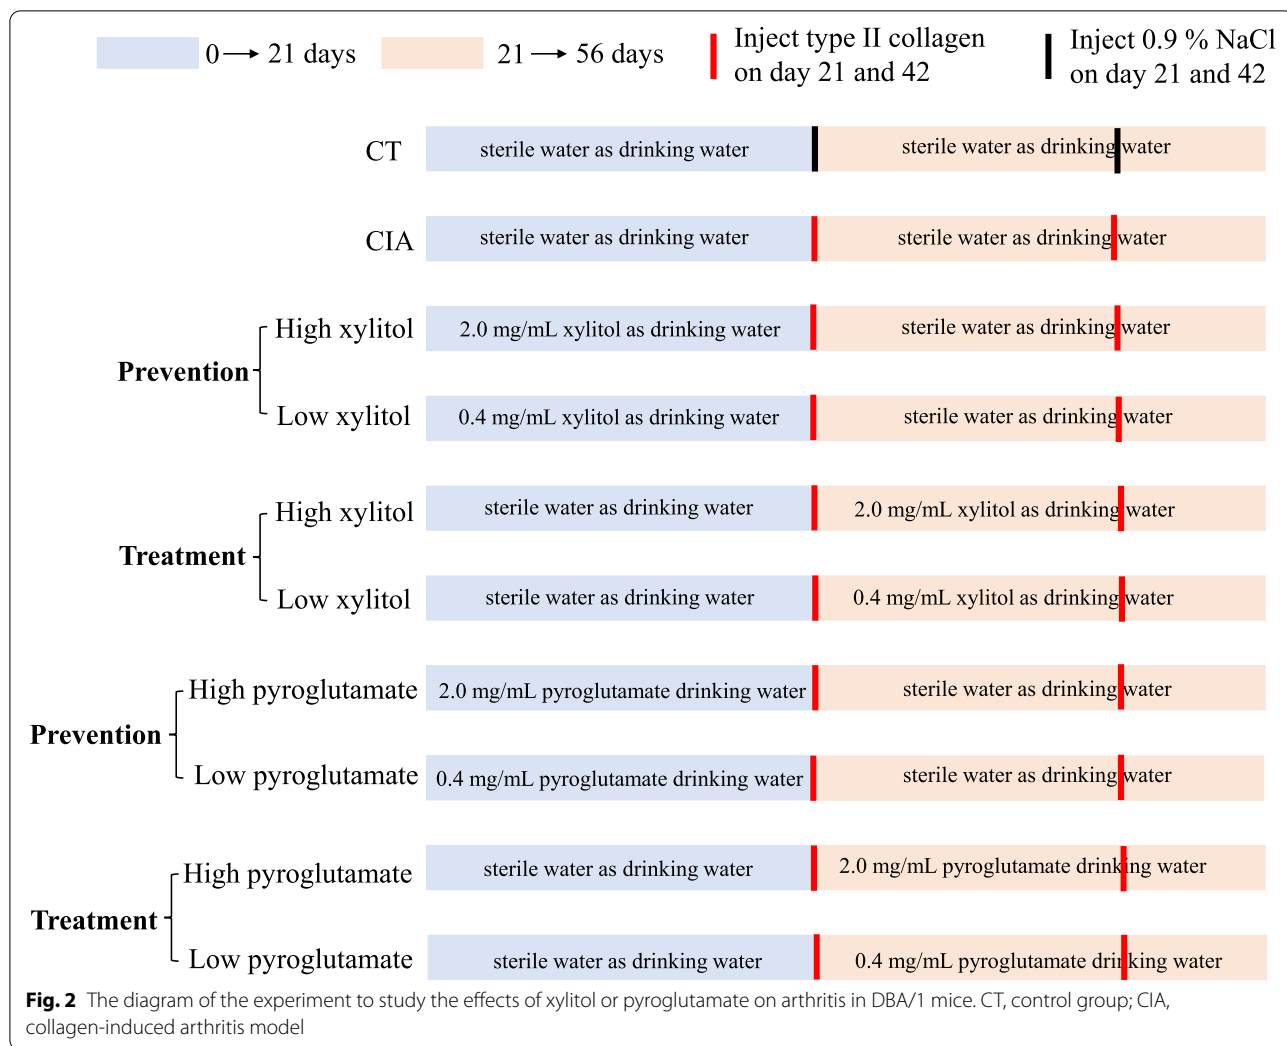 0 → 21 days
21 → 56 days
Inject type II collagen
on day 21 and 42
Inject 0.9 % NaCl
on day 21 and 42
CT
sterile water as drinking water
sterile water as drinking water
CIA
sterile water as drinking water
sterile water as drinking water
Prevention
High xylitol
2.0 mg/mL xylitol as drinking water
sterile water as drinking water
Low xylitol
0.4 mg/mL xylitol as drinking water
sterile water as drinking water
Treatment
High xylitol
sterile water as drinking water
2.0 mg/mL xylitol as drinking water
Low xylitol
sterile water as drinking water
0.4 mg/mL xylitol as drinking water
Prevention
High pyroglutamate
2.0 mg/mL pyroglutamate drinking water
sterile water as drinking water
Low pyroglutamate
0.4 mg/mL pyroglutamate drinking water
sterile water as drinking water
Treatment
High pyroglutamate
sterile water as drinking water
2.0 mg/mL pyroglutamate drinking water
Low pyroglutamate
sterile water as drinking water
0.4 mg/mL pyroglutamate drinking water
Fig. 2 The diagram of the experiment to study the effects of xylitol or pyroglutamate on arthritis in DBA/1 mice. CT, control group; CIA,
collagen-induced arthritis model